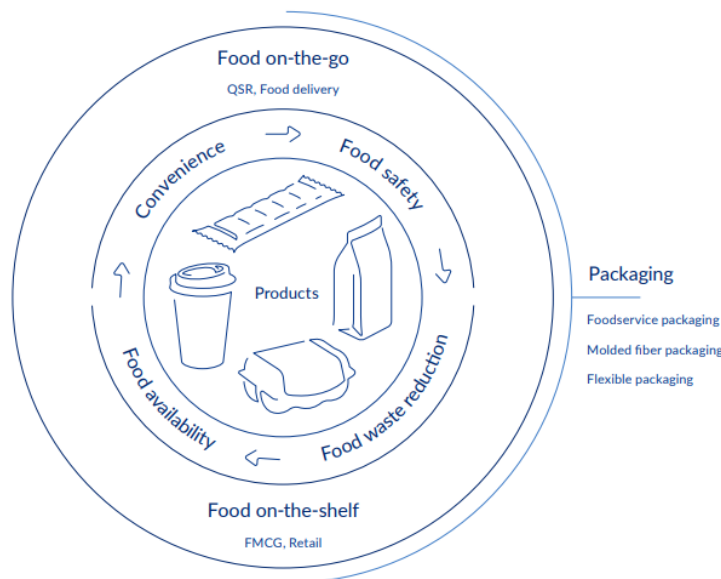 Food on-the-go
QSR, Food delivery
Convenience
Food safety
Products
Packaging
Foodservice packaging
Molded fiber packaging
Flexible packaging
Food availability
Food waste reduction
Food on-the-shelf
FMCG, Retail